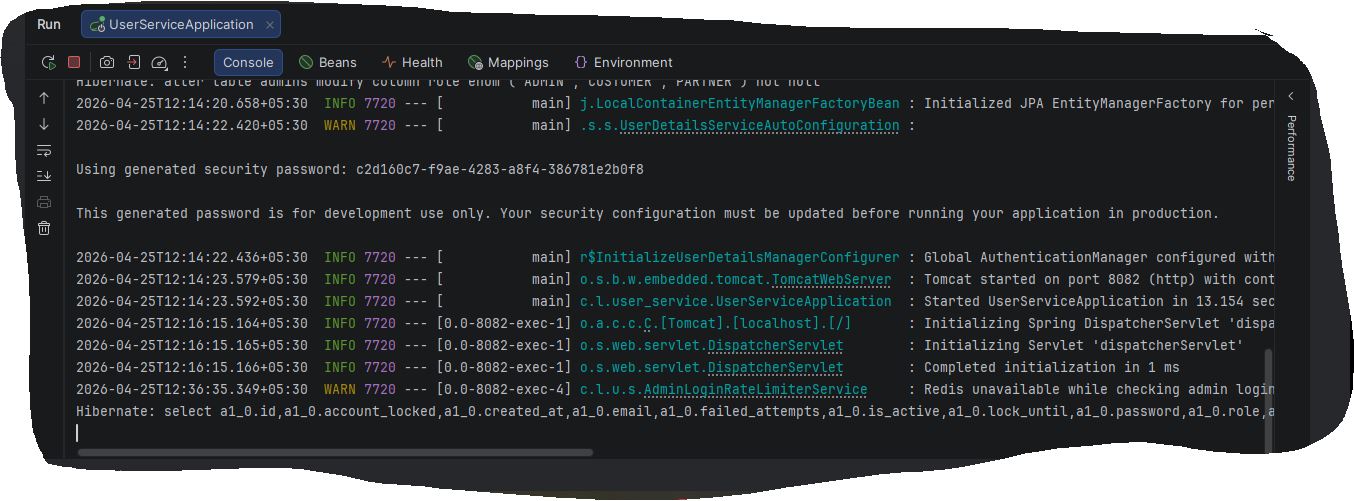 Run UserServiceApplication
Console Beans Health Mappings Environment
Hibernate: alter table admins modify column role enum ('ADMIN','CUSTOMER','PARTNER') not null
2026-04-25T12:14:20.658+05:30  INFO 7720 --- [           main] j.LocalContainerEntityManagerFactoryBean : Initialized JPA EntityManagerFactory for per
2026-04-25T12:14:22.420+05:30  WARN 7720 --- [           main] .s.s.UserDetailsServiceAutoConfiguration :
Using generated security password: c2d160c7-f9ae-4283-a8f4-386781e2b0f8
This generated password is for development use only. Your security configuration must be updated before running your application in production.
2026-04-25T12:14:22.436+05:30  INFO 7720 --- [           main] r$InitializeUserDetailsManagerConfigurer : Global AuthenticationManager configured with
2026-04-25T12:14:23.579+05:30  INFO 7720 --- [           main] o.s.b.w.embedded.tomcat.TomcatWebServer  : Tomcat started on port 8082 (http) with cont
2026-04-25T12:14:23.592+05:30  INFO 7720 --- [           main] c.l.user_service.UserServiceApplication  : Started UserServiceApplication in 13.154 sec
2026-04-25T12:16:15.164+05:30  INFO 7720 --- [0.0-8082-exec-1] o.a.c.c.C.[Tomcat].[localhost].[/]       : Initializing Spring DispatcherServlet 'dispa
2026-04-25T12:16:15.165+05:30  INFO 7720 --- [0.0-8082-exec-1] o.s.web.servlet.DispatcherServlet        : Initializing Servlet 'dispatcherServlet'
2026-04-25T12:16:15.166+05:30  INFO 7720 --- [0.0-8082-exec-1] o.s.web.servlet.DispatcherServlet        : Completed initialization in 1 ms
2026-04-25T12:36:35.349+05:30  WARN 7720 --- [0.0-8082-exec-4] c.l.u.s.AdminLoginRateLimiterService     : Redis unavailable while checking admin login
Hibernate: select a1_0.id,a1_0.account_locked,a1_0.created_at,a1_0.email,a1_0.failed_attempts,a1_0.is_active,a1_0.lock_until,a1_0.password,a1_0.role,a
Performance